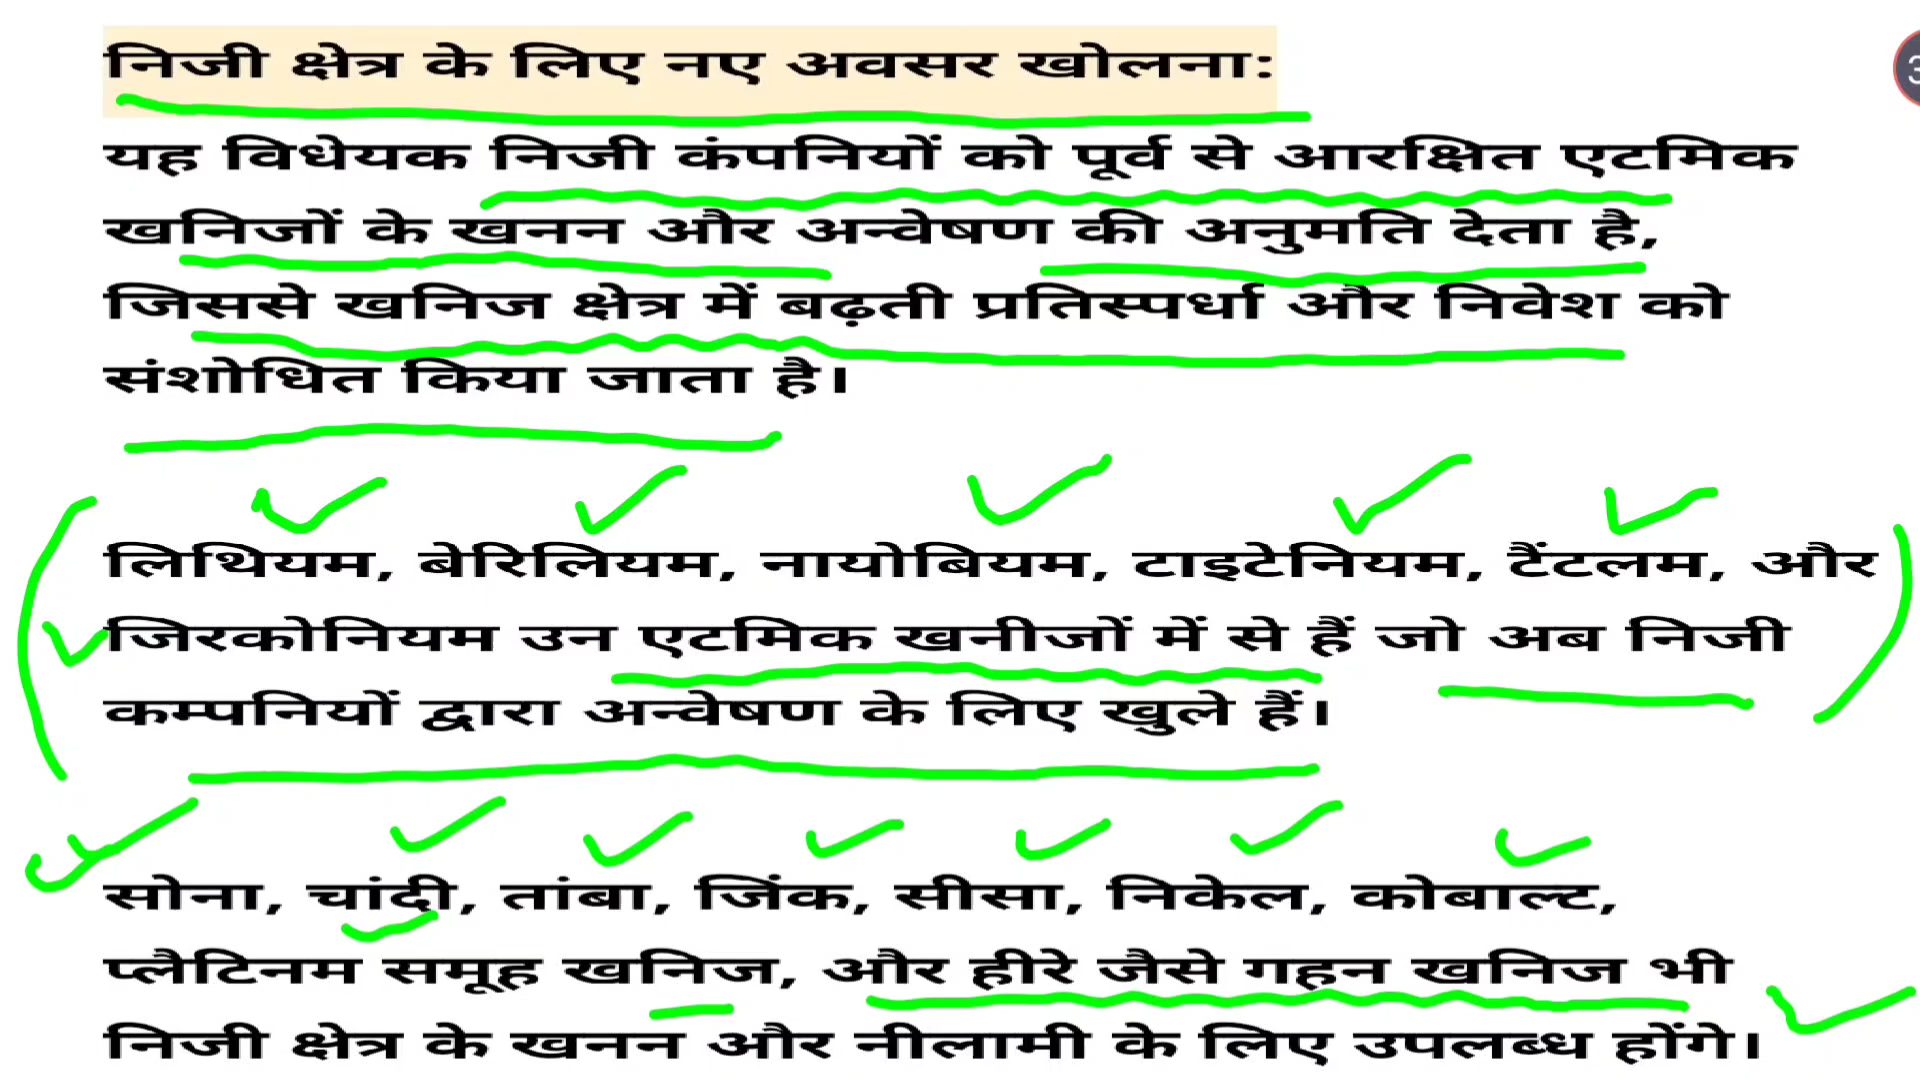 निजी क्षेत्र के लिए नए अवसर खोलना:
यह विधेयक निजी कंपनियों को पूर्व से आरक्षित एटमिक
खनिजों के खनन और अन्वेषण की अनुमति देता है,
जिससे खनिज क्षेत्र में बढ़ती प्रतिस्पर्धा और निवेश को
संशोधित किया जाता है।
लिथियम, बेरिलियम, नायोबियम, टाइटेनियम, टैंटलम, और
जिरकोनियम उन एटमिक खनीजों में से हैं जो अब निजी
कम्पनियों द्वारा अन्वेषण के लिए खुले हैं।
सोना, चांदी, तांबा, जिंक, सीसा, निकेल, कोबाल्ट,
प्लैटिनम समूह खनिज, और हीरे जैसे गहन खनिज भी
निजी क्षेत्र के खनन और नीलामी के लिए उपलब्ध होंगे।